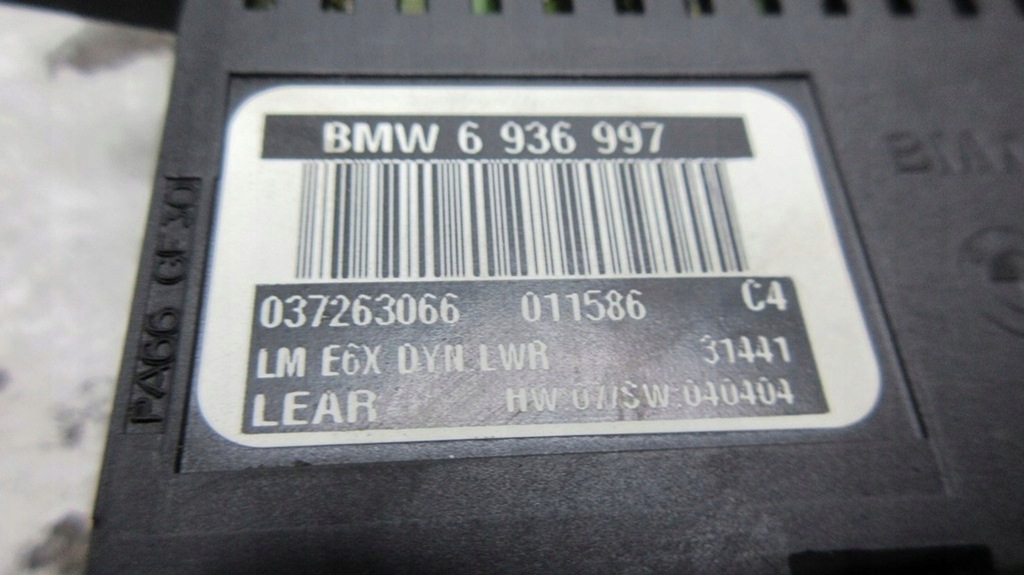 BMW 6 936 997
037263066 011586 C4
LM E6X DYN LWR 31441
LEAR HW:07/SW:040404
PA66 GF30